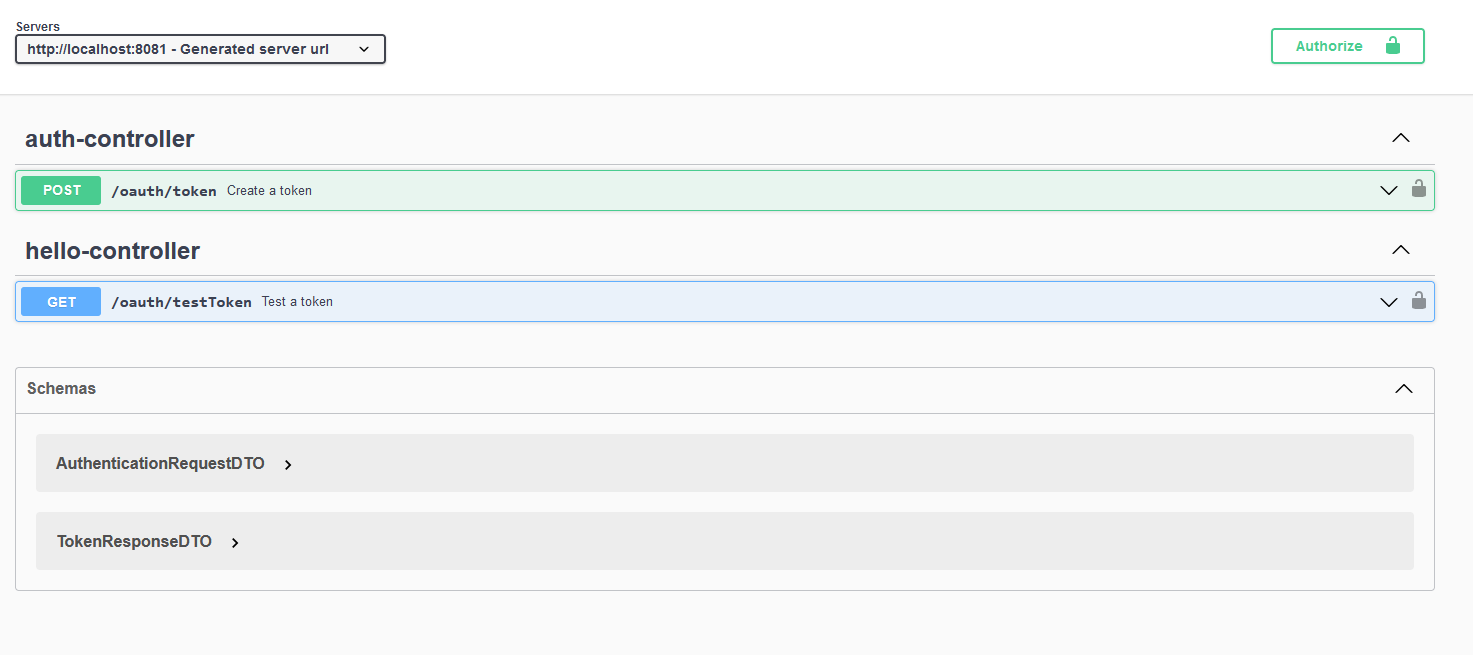 Servers
http://localhost:8081 - Generated server url
Authorize
auth-controller
POST /oauth/token Create a token
hello-controller
GET /oauth/testToken Test a token
Schemas
AuthenticationRequestDTO
TokenResponseDTO